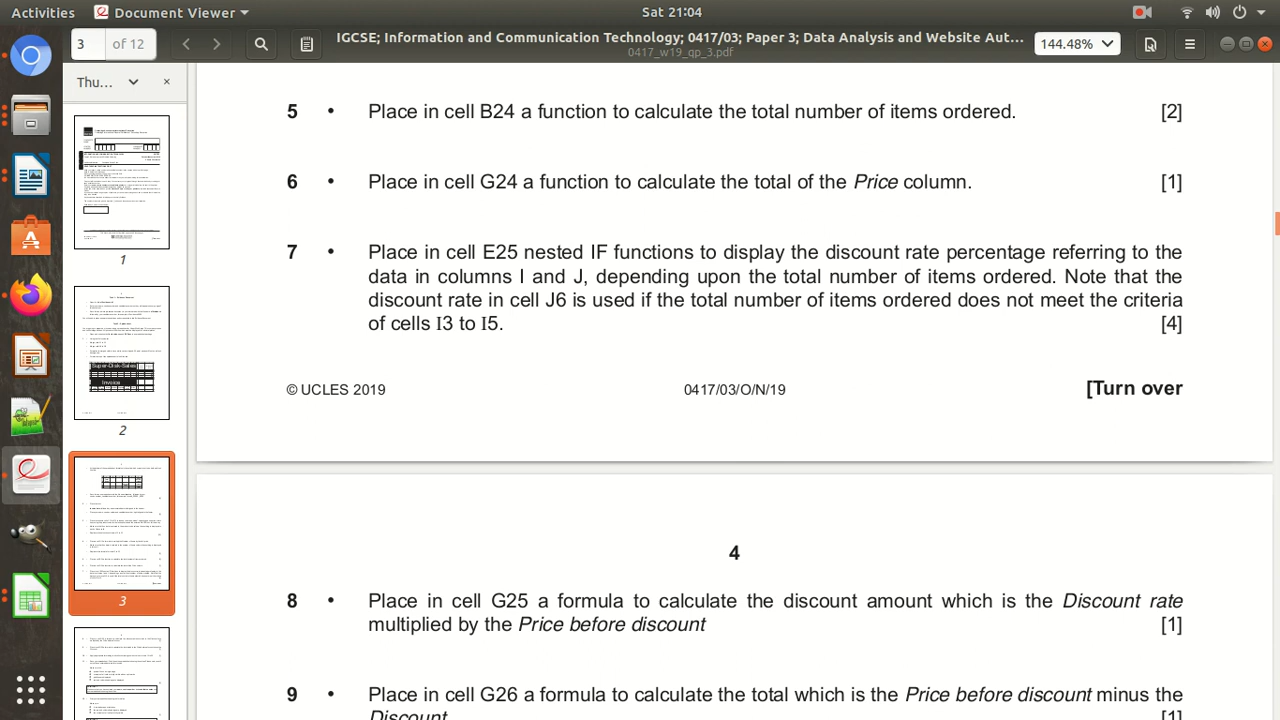 Activities Document Viewer Sat 21:04
3 of 12 IGCSE; Information and Communication Technology; 0417/03; Paper 3; Data Analysis and Website Aut... 144.48%
0417_w19_qp_3.pdf
Thu...
1
2
3
5 • Place in cell B24 a function to calculate the total number of items ordered. [2]
6 • Place in cell G24 a function to calculate the total of the Price column. [1]
7 • Place in cell E25 nested IF functions to display the discount rate percentage referring to the
data in columns I and J, depending upon the total number of items ordered. Note that the
discount rate in cell J6 is used if the total number of items ordered does not meet the criteria
of cells I3 to I5. [4]
© UCLES 2019 0417/03/O/N/19 [Turn over
4
8 • Place in cell G25 a formula to calculate the discount amount which is the Discount rate
multiplied by the Price before discount [1]
9 • Place in cell G26 a formula to calculate the total which is the Price before discount minus the
Discount [1]